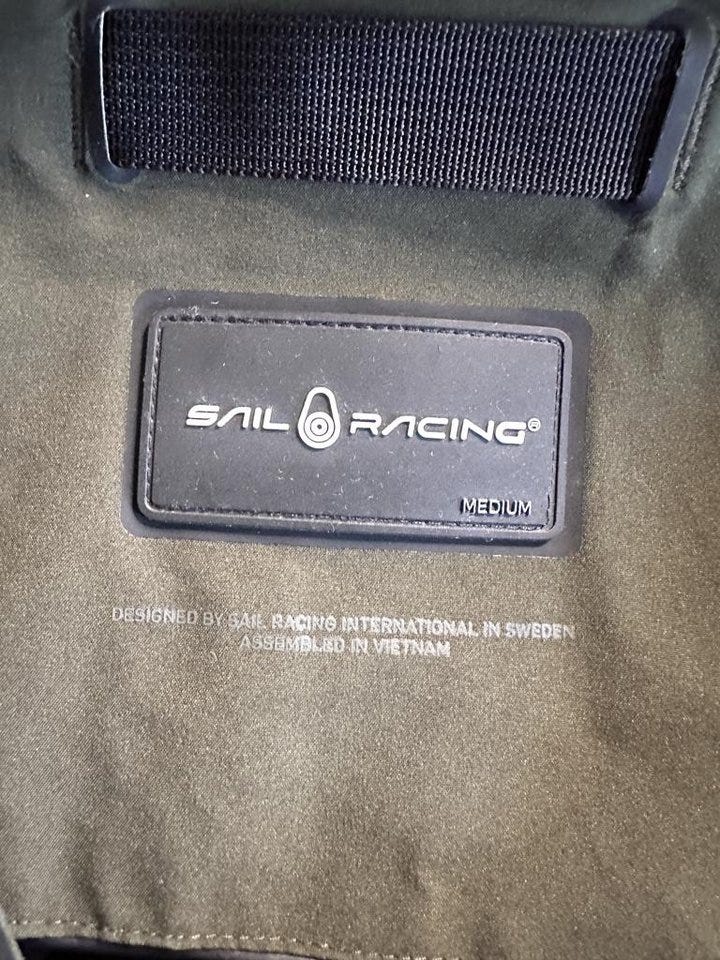 SAIL RACING®
MEDIUM
DESIGNED BY SAIL RACING INTERNATIONAL IN SWEDEN
ASSEMBLED IN VIETNAM